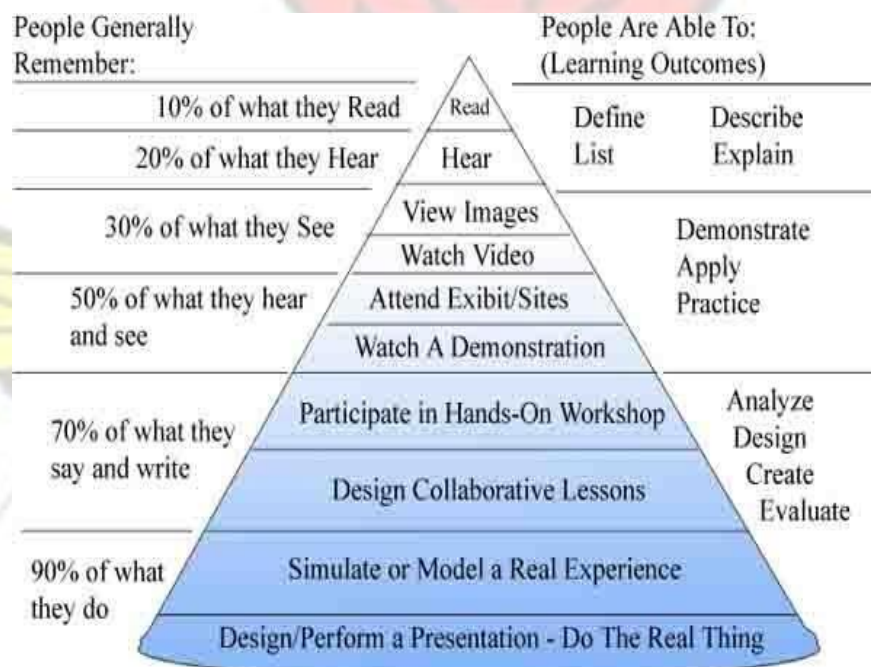 People Generally
Remember:
People Are Able To:
(Learning Outcomes)
10% of what they Read
Read
Define
Describe
List
Explain
20% of what they Hear
Hear
30% of what they See
View Images
Watch Video
Demonstrate
Apply
Practice
50% of what they hear
and see
Attend Exibit/Sites
Watch A Demonstration
70% of what they
say and write
Participate in Hands-On Workshop
Design Collaborative Lessons
Analyze
Design
Create
Evaluate
90% of what
they do
Simulate or Model a Real Experience
Design/Perform a Presentation - Do The Real Thing